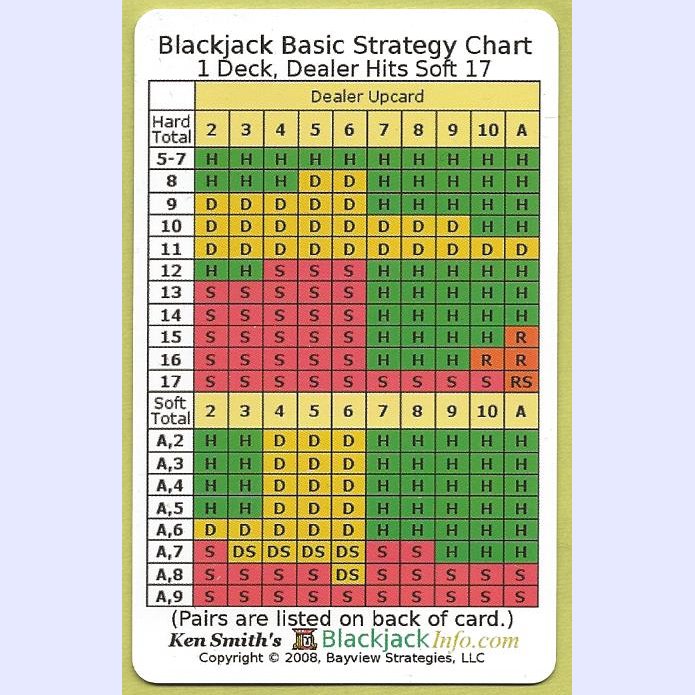 Blackjack Basic Strategy Chart
1 Deck, Dealer Hits Soft 17
Dealer Upcard
Hard Total 2 3 4 5 6 7 8 9 10 A
5-7 H H H H H H H H H H
8 H H H D D H H H H H
9 D D D D D H H H H H
10 D D D D D D D D H H
11 D D D D D D D D D D
12 H H S S S H H H H H
13 S S S S S H H H H H
14 S S S S S H H H H H
15 S S S S S H H H H R
16 S S S S S H H H R R
17 S S S S S S S S S RS
Soft Total 2 3 4 5 6 7 8 9 10 A
A,2 H H D D D H H H H H
A,3 H H D D D H H H H H
A,4 H H D D D H H H H H
A,5 H H D D D H H H H H
A,6 D D D D D H H H H H
A,7 S DS DS DS DS S S H H H
A,8 S S S S DS S S S S S
A,9 S S S S S S S S S S
(Pairs are listed on back of card.)
Ken Smith's BlackjackInfo.com
Copyright © 2008, Bayview Strategies, LLC